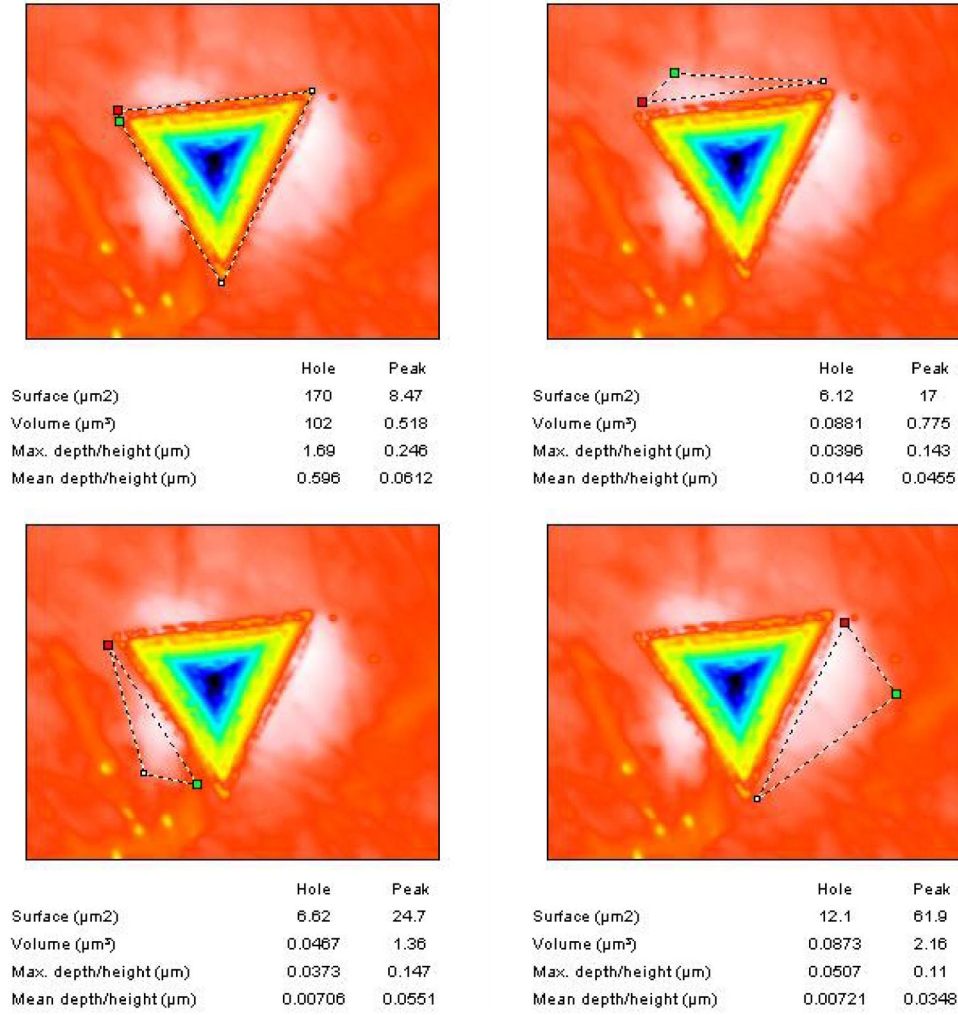 Hole Peak
Surface (µm2) 170 8.47
Volume (µm³) 102 0.518
Max. depth/height (µm) 1.69 0.246
Mean depth/height (µm) 0.596 0.0612
Hole Peak
Surface (µm2) 6.12 17
Volume (µm³) 0.0881 0.775
Max. depth/height (µm) 0.0396 0.143
Mean depth/height (µm) 0.0144 0.0455
Hole Peak
Surface (µm2) 6.62 24.7
Volume (µm³) 0.0467 1.36
Max. depth/height (µm) 0.0373 0.147
Mean depth/height (µm) 0.00706 0.0551
Hole Peak
Surface (µm2) 12.1 61.9
Volume (µm³) 0.0873 2.16
Max. depth/height (µm) 0.0507 0.11
Mean depth/height (µm) 0.00721 0.0348